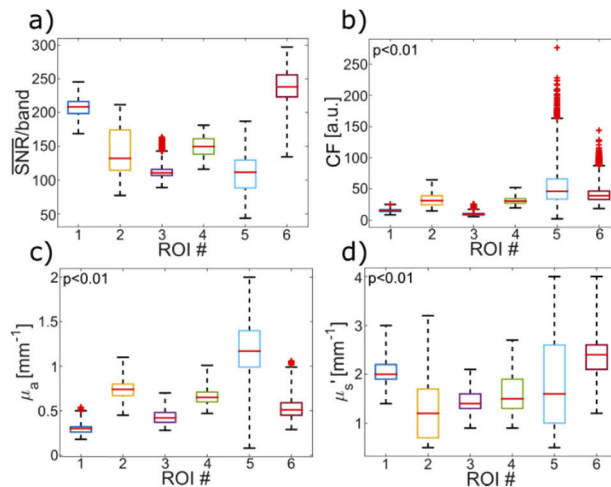 a)
300
250
200
150
100
50
SNR/band
1 2 3 4 5 6
ROI #
b)
p<0.01
250
200
150
100
50
0
CF [a.u.]
1 2 3 4 5 6
ROI #
c)
p<0.01
2
1.5
1
0.5
0
μa [mm⁻¹]
1 2 3 4 5 6
ROI #
d)
p<0.01
4
3
2
1
μs' [mm⁻¹]
1 2 3 4 5 6
ROI #